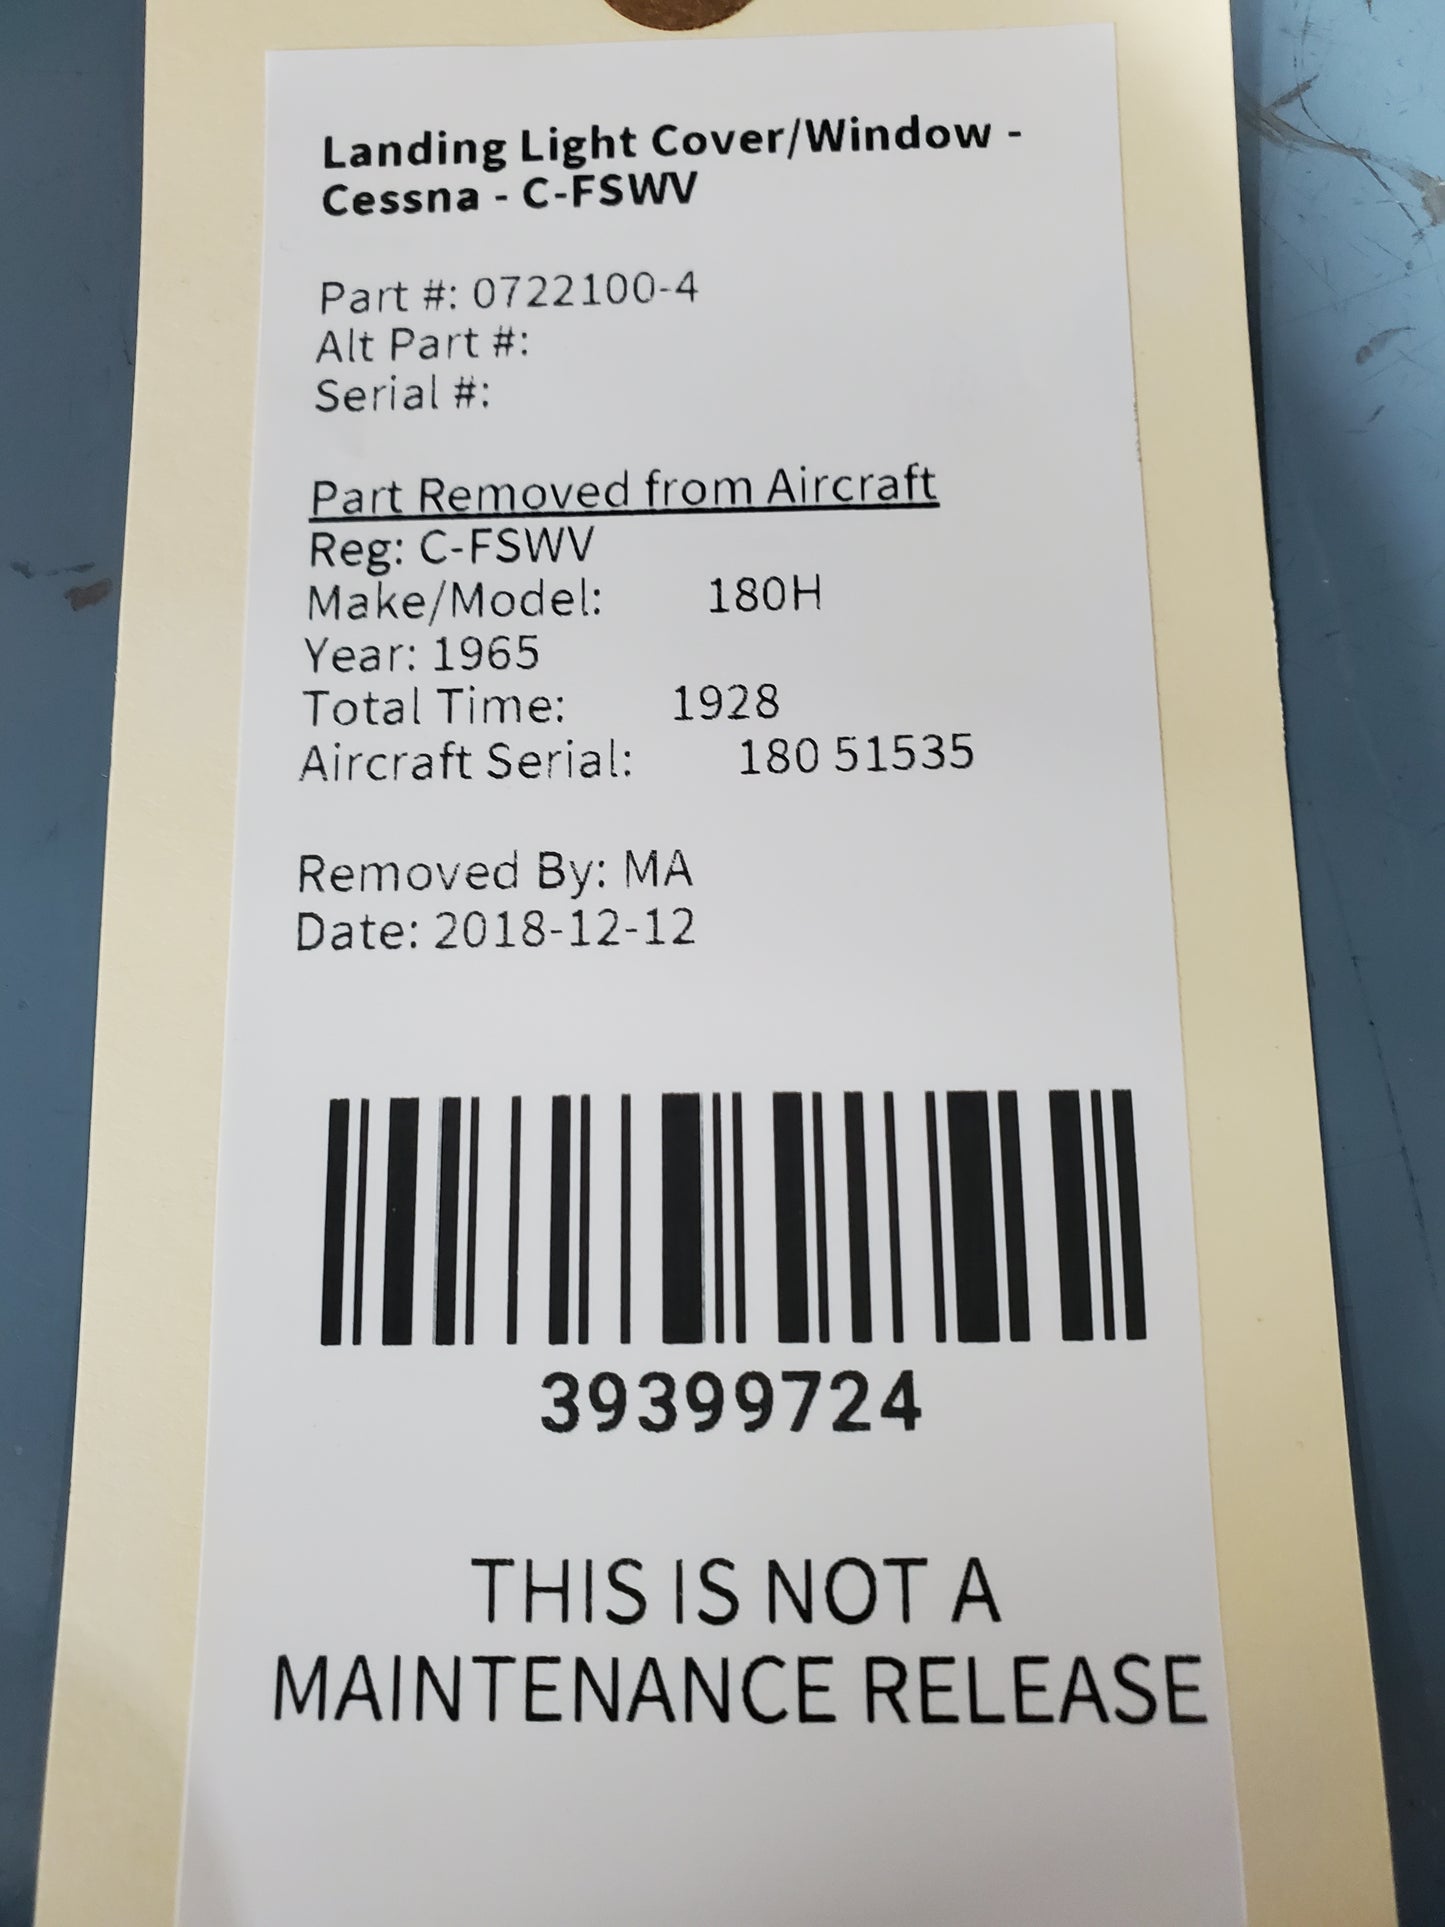 Landing Light Cover/Window -
Cessna - C-FSWV
Part #: 0722100-4
Alt Part #:
Serial #:
Part Removed from Aircraft
Reg: C-FSWV
Make/Model: 180H
Year: 1965
Total Time: 1928
Aircraft Serial: 180 51535
Removed By: MA
Date: 2018-12-12
39399724
THIS IS NOT A
MAINTENANCE RELEASE